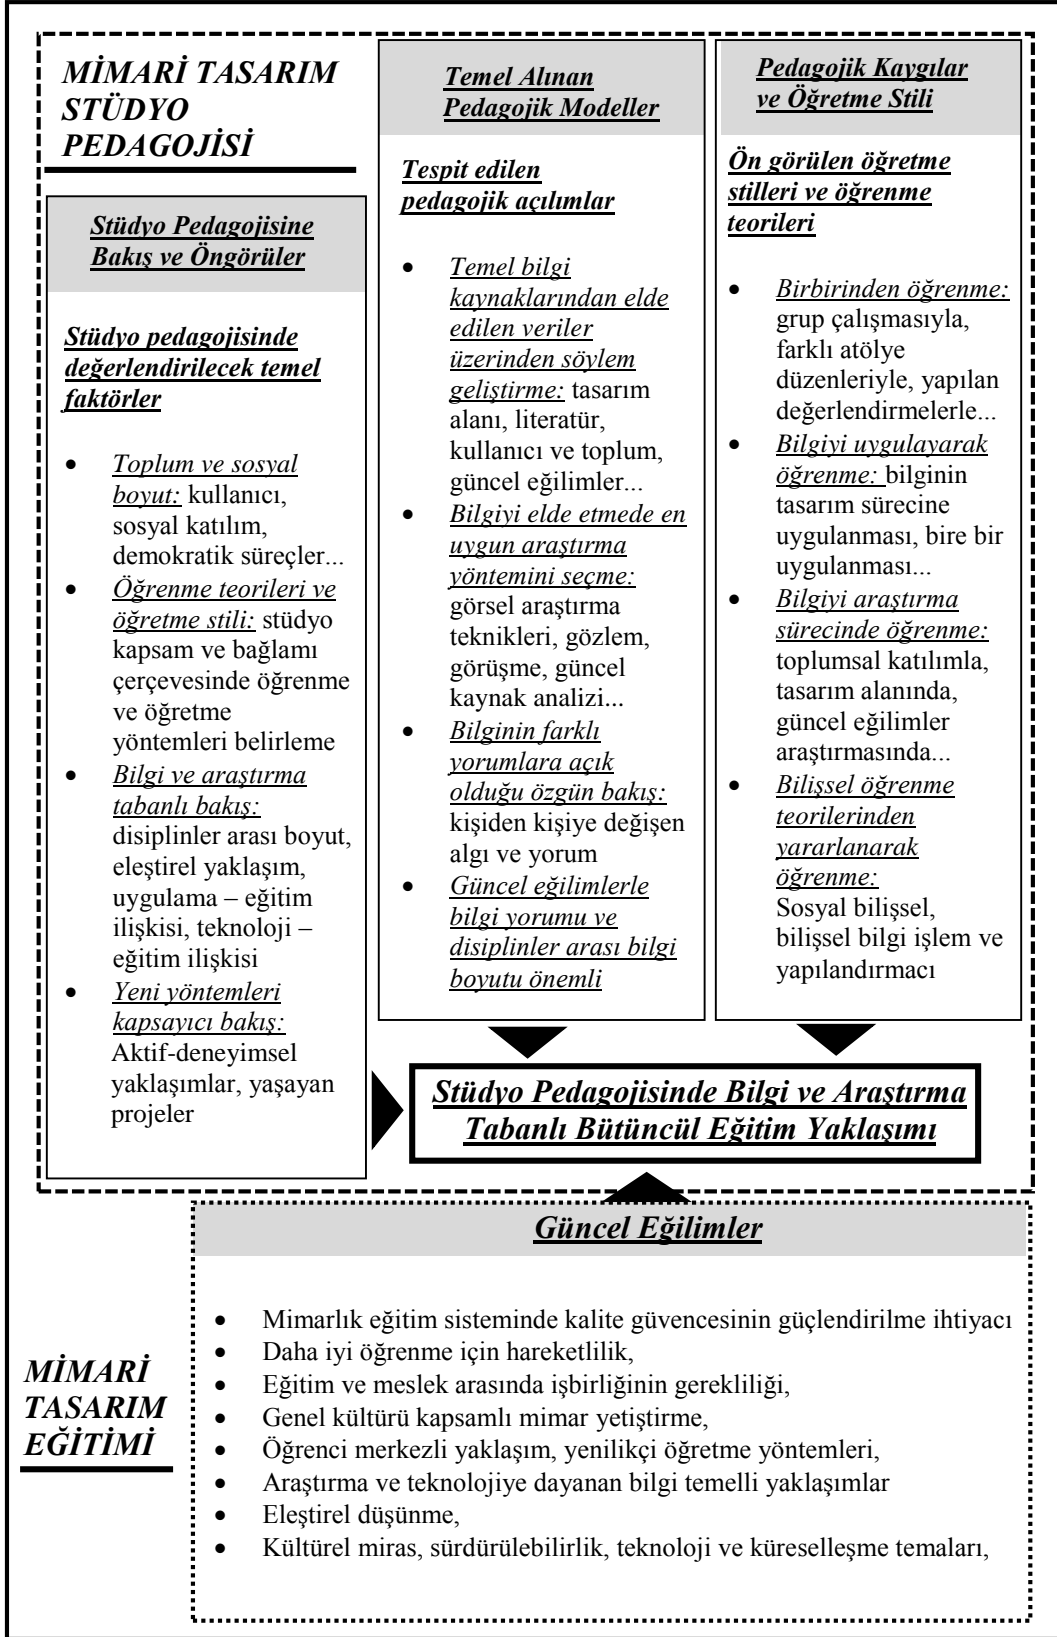 MİMARİ TASARIM
STÜDYO
PEDAGOJİSİ
Stüdyo Pedagojisine
Bakış ve Öngörüler
Stüdyo pedagojisinde
değerlendirilecek temel
faktörler
• Toplum ve sosyal
boyut: kullanıcı,
sosyal katılım,
demokratik süreçler...
• Öğrenme teorileri ve
öğretme stili: stüdyo
kapsam ve bağlamı
çerçevesinde öğrenme
ve öğretme
yöntemleri belirleme
• Bilgi ve araştırma
tabanlı bakış:
disiplinler arası boyut,
eleştirel yaklaşım,
uygulama – eğitim
ilişkisi, teknoloji –
eğitim ilişkisi
• Yeni yöntemleri
kapsayıcı bakış:
Aktif-deneyimsel
yaklaşımlar, yaşayan
projeler
Temel Alınan
Pedagojik Modeller
Tespit edilen
pedagojik açılımlar
• Temel bilgi
kaynaklarından elde
edilen veriler
üzerinden söylem
geliştirme: tasarım
alanı, literatür,
kullanıcı ve toplum,
güncel eğilimler...
• Bilgiyi elde etmede en
uygun araştırma
yöntemini seçme:
görsel araştırma
teknikleri, gözlem,
görüşme, güncel
kaynak analizi...
• Bilginin farklı
yorumlara açık
olduğu özgün bakış:
kişiden kişiye değişen
algı ve yorum
• Güncel eğilimlerle
bilgi yorumu ve
disiplinler arası bilgi
boyutu önemli
Pedagojik Kaygılar
ve Öğretme Stili
Ön görülen öğretme
stilleri ve öğrenme
teorileri
• Birbirinden öğrenme:
grup çalışmasıyla,
farklı atölye
düzenleriyle, yapılan
değerlendirmelerle...
• Bilgiyi uygulayarak
öğrenme: bilginin
tasarım sürecine
uygulanması, bire bir
uygulanması...
• Bilgiyi araştırma
sürecinde öğrenme:
toplumsal katılımla,
tasarım alanında,
güncel eğilimler
araştırmasında...
• Bilişsel öğrenme
teorilerinden
yararlanarak
öğrenme:
Sosyal bilişsel,
bilişsel bilgi işlem ve
yapılandırmacı
Stüdyo Pedagojisinde Bilgi ve Araştırma
Tabanlı Bütüncül Eğitim Yaklaşımı
MİMARİ
TASARIM
EĞİTİMİ
Güncel Eğilimler
• Mimarlık eğitim sisteminde kalite güvencesinin güçlendirilme ihtiyacı
• Daha iyi öğrenme için hareketlilik,
• Eğitim ve meslek arasında işbirliğinin gerekliliği,
• Genel kültürü kapsamlı mimar yetiştirme,
• Öğrenci merkezli yaklaşım, yenilikçi öğretme yöntemleri,
• Araştırma ve teknolojiye dayanan bilgi temelli yaklaşımlar
• Eleştirel düşünme,
• Kültürel miras, sürdürülebilirlik, teknoloji ve küreselleşme temaları,